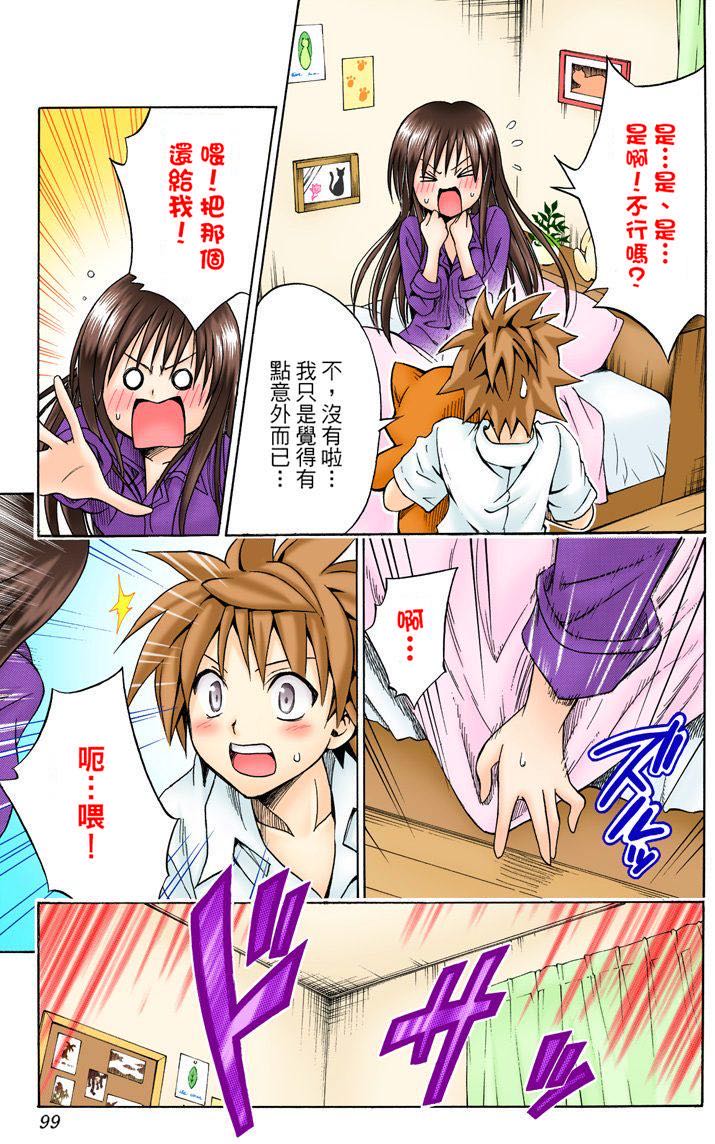 是…是、是…
是啊！不行嗎？
不，沒有啦…
我只是覺得有
點意外而已…
喂！把那個
還給我！
啊…
ズルッ
呃…喂！
ドサッ
99